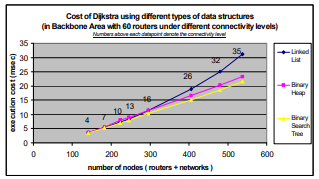 Cost of Dijkstra using different types of data structures
(in Backbone Area with 60 routers under different connectivity levels)
Numbers above each datapoint denote the connectivity level
execution cost (msec)
35
30
25
20
15
10
5
0
4
7
10
13
16
26
32
35
0
100
200
300
400
500
600
number of nodes ( routers + networks )
Linked
List
Binary
Heap
Binary
Search
Tree